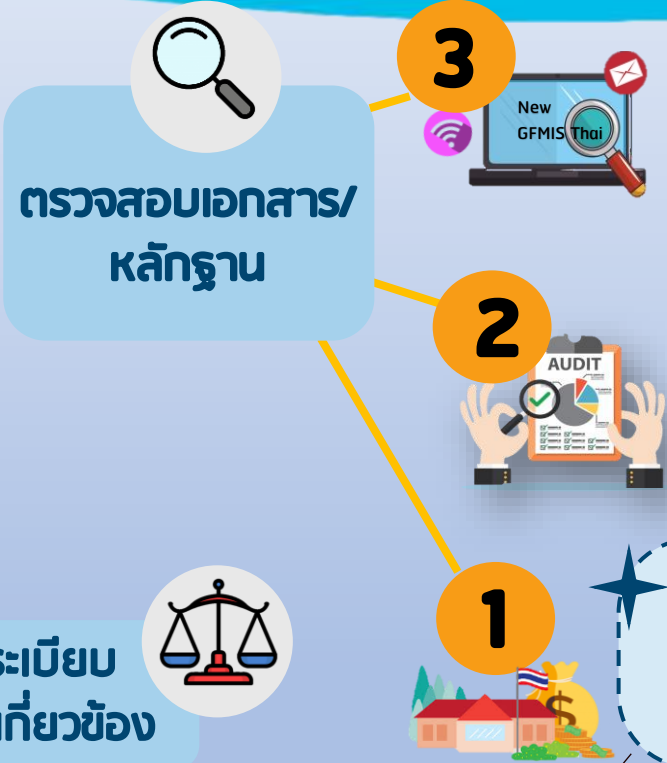 3
New
GFMIS Thai
ตรวจสอบเอกสาร/
หลักฐาน
2
AUDIT
1
ระเบียบ
เกี่ยวข้อง
$